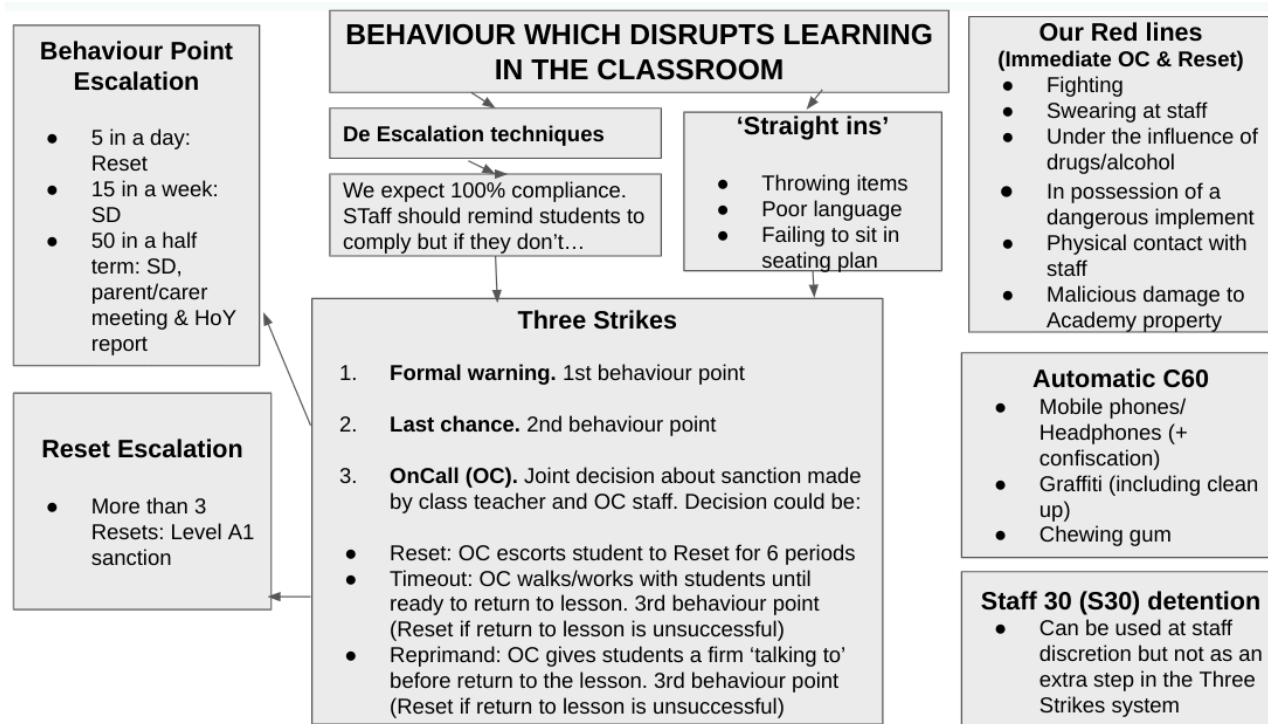 BEHAVIOUR WHICH DISRUPTS LEARNING
IN THE CLASSROOM
Behaviour Point
Escalation
● 5 in a day:
Reset
● 15 in a week:
SD
● 50 in a half
term: SD,
parent/carer
meeting & HoY
report
Reset Escalation
● More than 3
Resets: Level A1
sanction
De Escalation techniques
We expect 100% compliance.
STaff should remind students to
comply but if they don't…
'Straight ins'
● Throwing items
● Poor language
● Failing to sit in
seating plan
Three Strikes
1. Formal warning. 1st behaviour point
2. Last chance. 2nd behaviour point
3. OnCall (OC). Joint decision about sanction made
by class teacher and OC staff. Decision could be:
● Reset: OC escorts student to Reset for 6 periods
● Timeout: OC walks/works with students until
ready to return to lesson. 3rd behaviour point
(Reset if return to lesson is unsuccessful)
● Reprimand: OC gives students a firm 'talking to'
before return to the lesson. 3rd behaviour point
(Reset if return to lesson is unsuccessful)
Our Red lines
(Immediate OC & Reset)
● Fighting
● Swearing at staff
● Under the influence of
drugs/alcohol
● In possession of a
dangerous implement
● Physical contact with
staff
● Malicious damage to
Academy property
Automatic C60
● Mobile phones/
Headphones (+
confiscation)
● Graffiti (including clean
up)
● Chewing gum
Staff 30 (S30) detention
● Can be used at staff
discretion but not as an
extra step in the Three
Strikes system